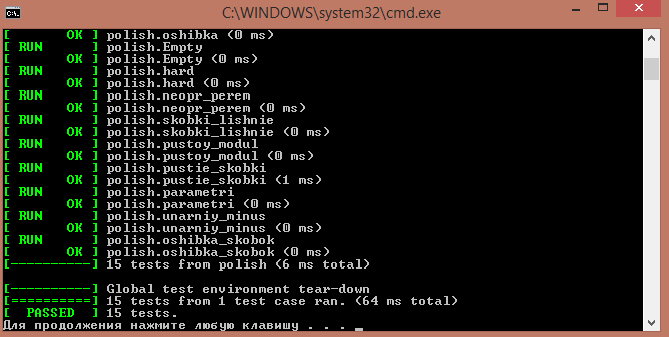 C:\WINDOWS\system32\cmd.exe
[       OK ] polish.oshibka (0 ms)
[ RUN      ] polish.Empty
[       OK ] polish.Empty (0 ms)
[ RUN      ] polish.hard
[       OK ] polish.hard (0 ms)
[ RUN      ] polish.neopr_perem
[       OK ] polish.neopr_perem (0 ms)
[ RUN      ] polish.skobki_lishnie
[       OK ] polish.skobki_lishnie (0 ms)
[ RUN      ] polish.pustoy_modul
[       OK ] polish.pustoy_modul (0 ms)
[ RUN      ] polish.pustie_skobki
[       OK ] polish.pustie_skobki (1 ms)
[ RUN      ] polish.parametri
[       OK ] polish.parametri (0 ms)
[ RUN      ] polish.unarniy_minus
[       OK ] polish.unarniy_minus (0 ms)
[ RUN      ] polish.oshibka_skobok
[       OK ] polish.oshibka_skobok (0 ms)
[----------] 15 tests from polish (6 ms total)
[----------] Global test environment tear-down
[==========] 15 tests from 1 test case ran. (64 ms total)
[  PASSED  ] 15 tests.
Для продолжения нажмите любую клавишу . . .